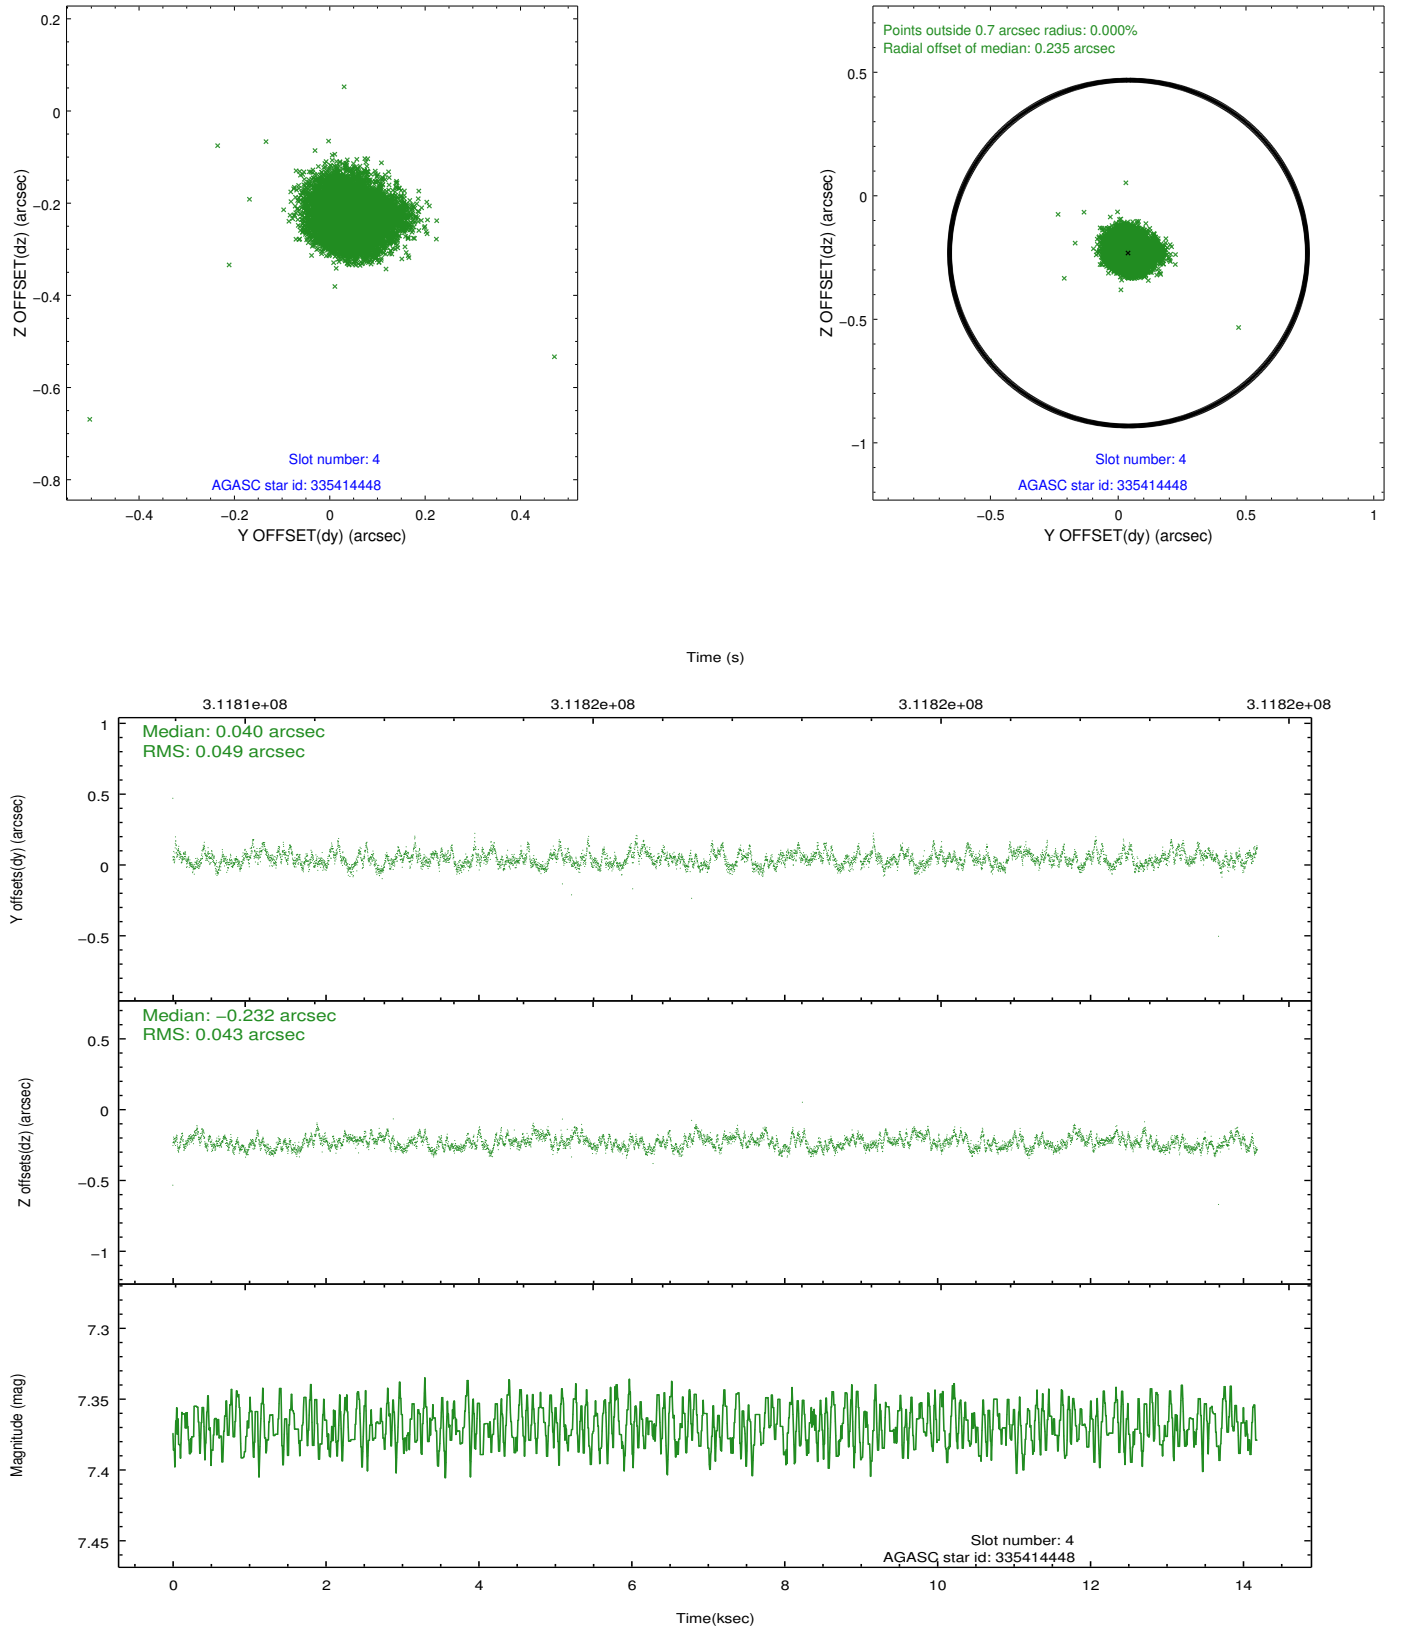 0.2
0
−0.2
−0.4
−0.6
−0.8
Z OFFSET(dz) (arcsec)
Slot number: 4
AGASC star id: 335414448
−0.4
−0.2
0
0.2
0.4
Y OFFSET(dy) (arcsec)
Points outside 0.7 arcsec radius: 0.000%
Radial offset of median: 0.235 arcsec
0.5
0
−0.5
−1
Z OFFSET(dz) (arcsec)
Slot number: 4
AGASC star id: 335414448
−0.5
0
0.5
1
Y OFFSET(dy) (arcsec)
Time (s)
3.1181e+08
3.1182e+08
3.1182e+08
3.1182e+08
Median: 0.040 arcsec
RMS: 0.049 arcsec
1
0.5
0
−0.5
Y offsets(dy) (arcsec)
Median: −0.232 arcsec
RMS: 0.043 arcsec
0.5
0
−0.5
−1
Z offsets(dz) (arcsec)
7.3
7.35
7.4
7.45
Magnitude (mag)
Slot number: 4
AGASC star id: 335414448
0
2
4
6
8
10
12
14
Time(ksec)